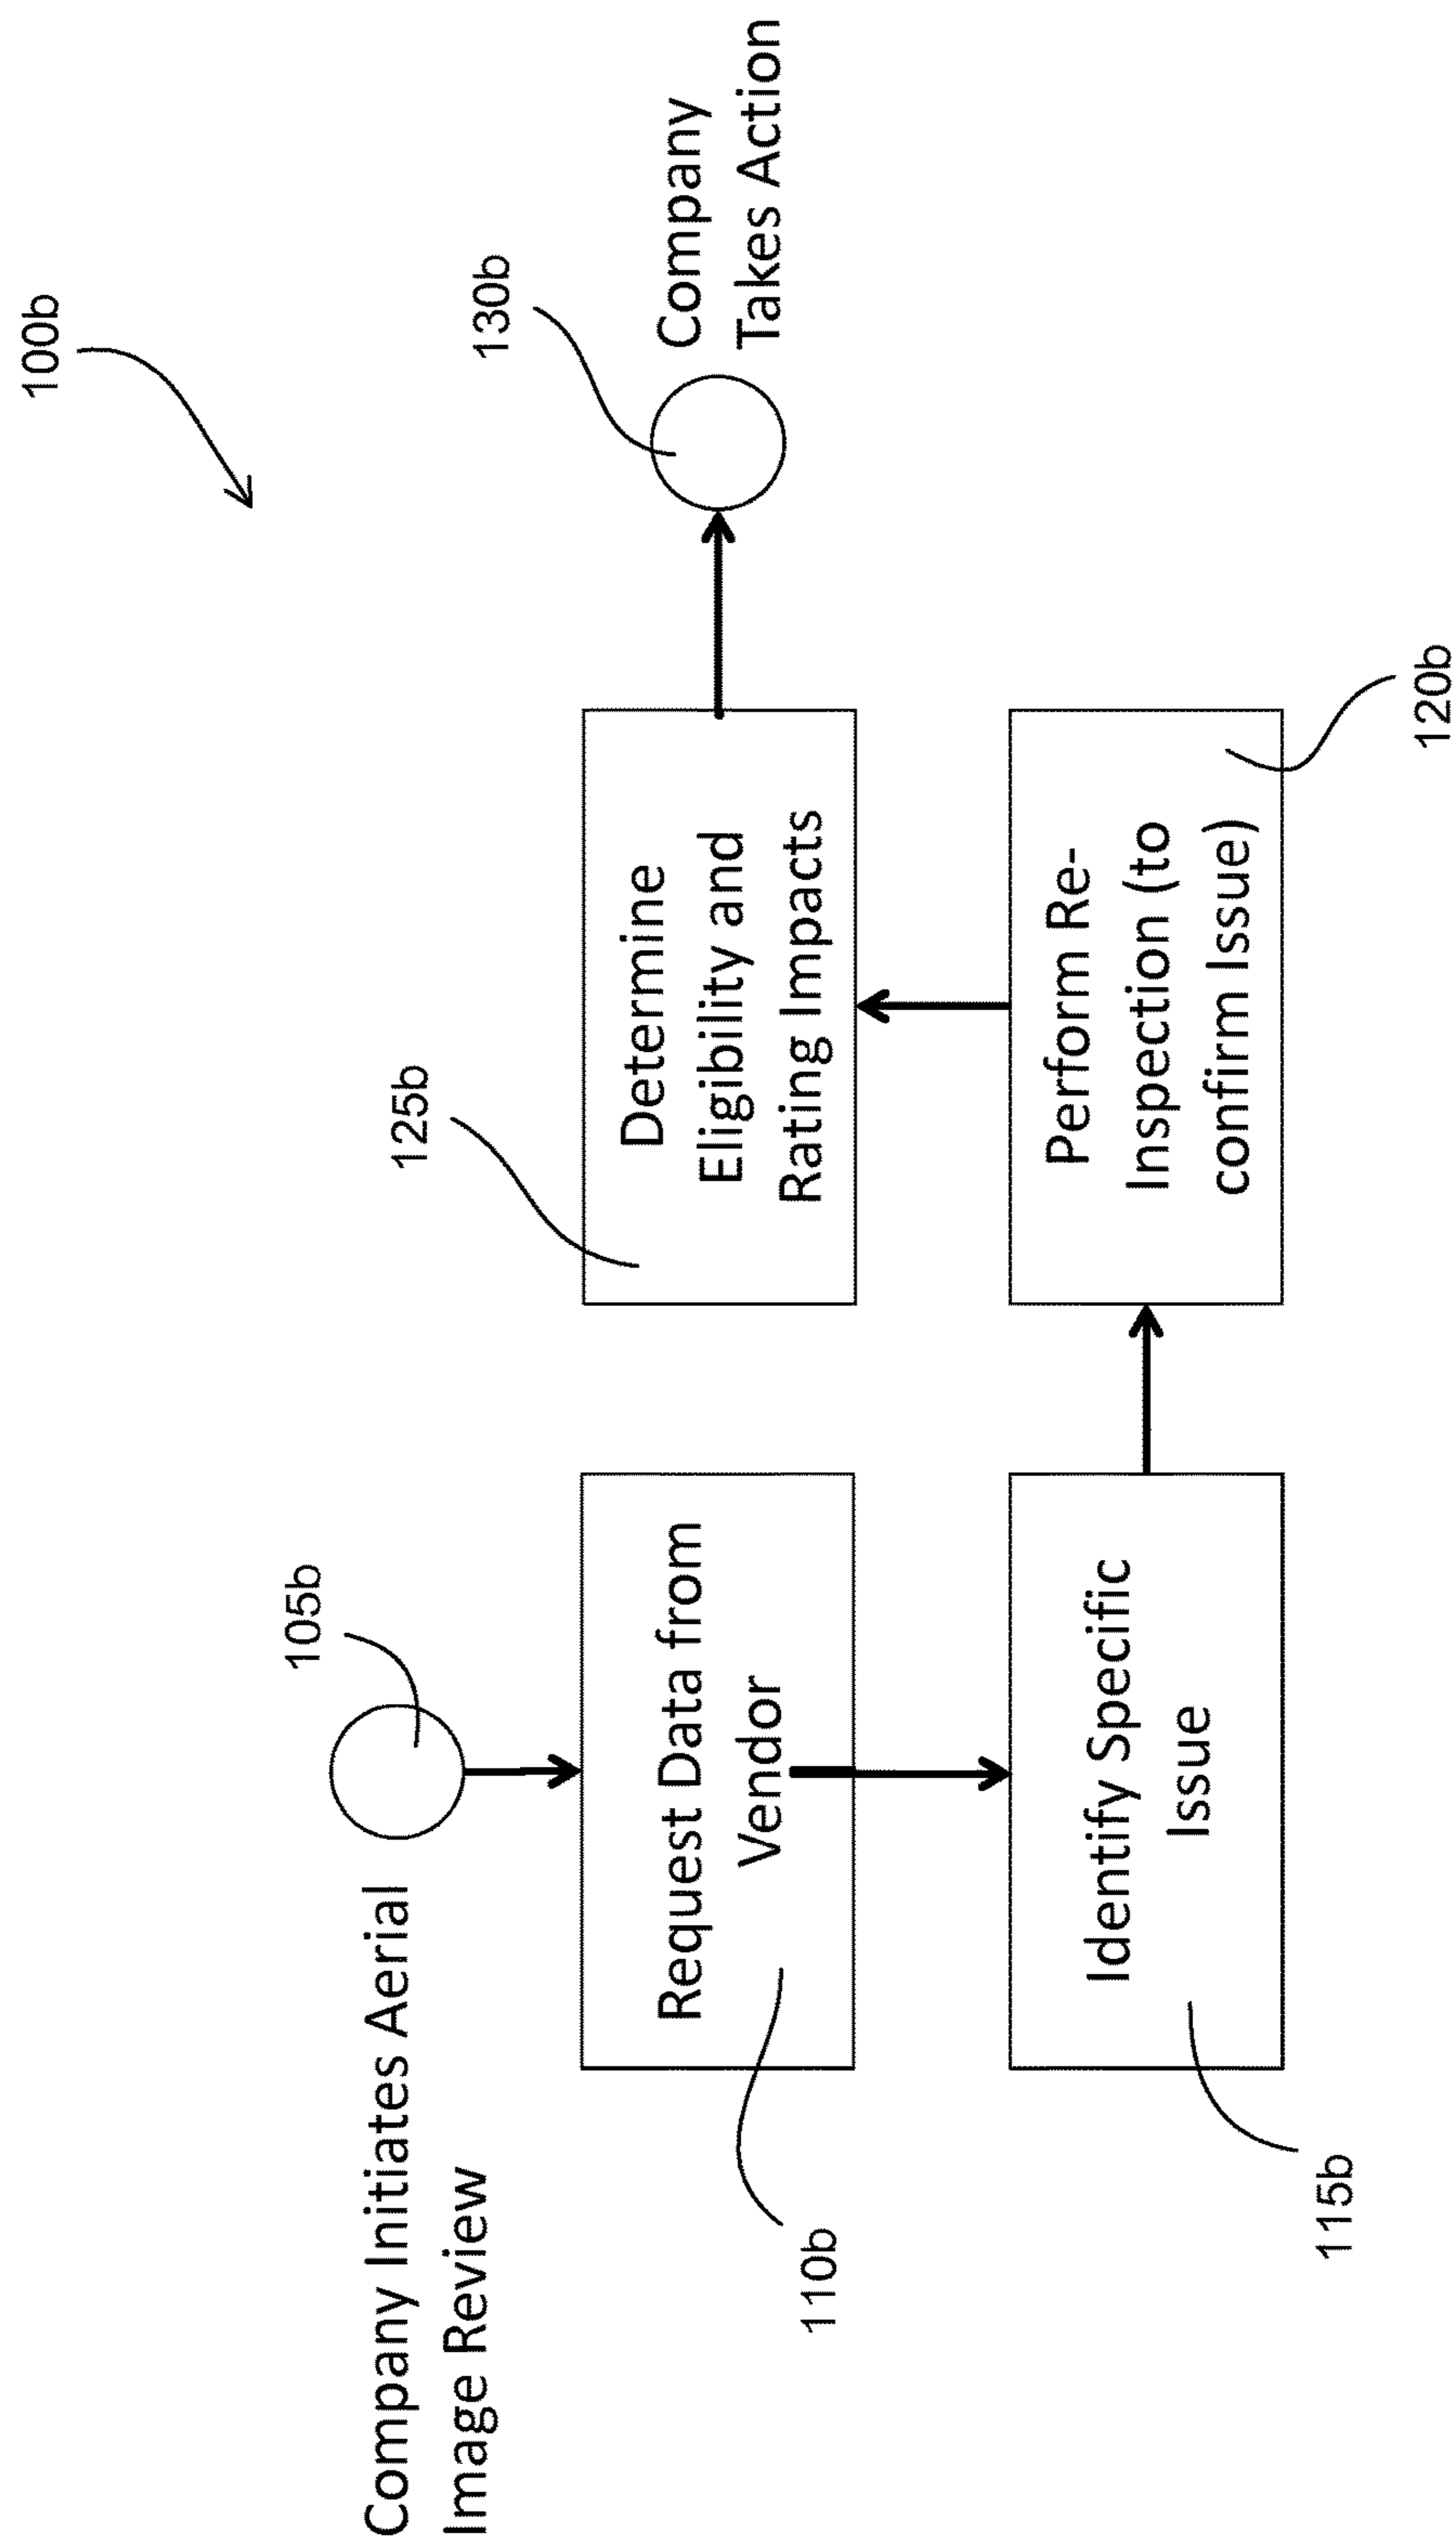 100b
Company Initiates Aerial
Image Review
105b
Request Data from
Vendor
110b
Identify Specific
Issue
115b
Perform Re-
Inspection (to
confirm Issue)
120b
125b
Determine
Eligibility and
Rating Impacts
130b
Company
Takes Action